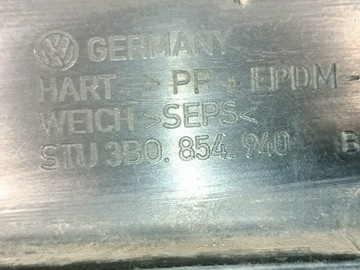 GERMANY
HART >PP + EPDM-
WEICH >SEPS<
STU 3B0. 854. 940 B